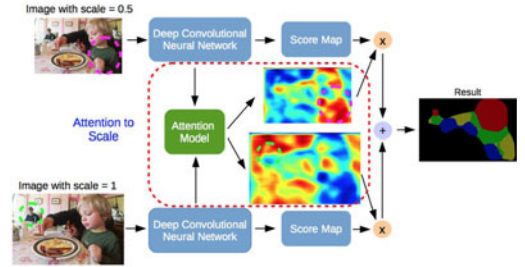 Image with scale = 0.5
Deep Convolutional
Neural Network
Score Map
x
Attention to
Scale
Attention
Model
Result
+
Image with scale = 1
Deep Convolutional
Neural Network
Score Map
x